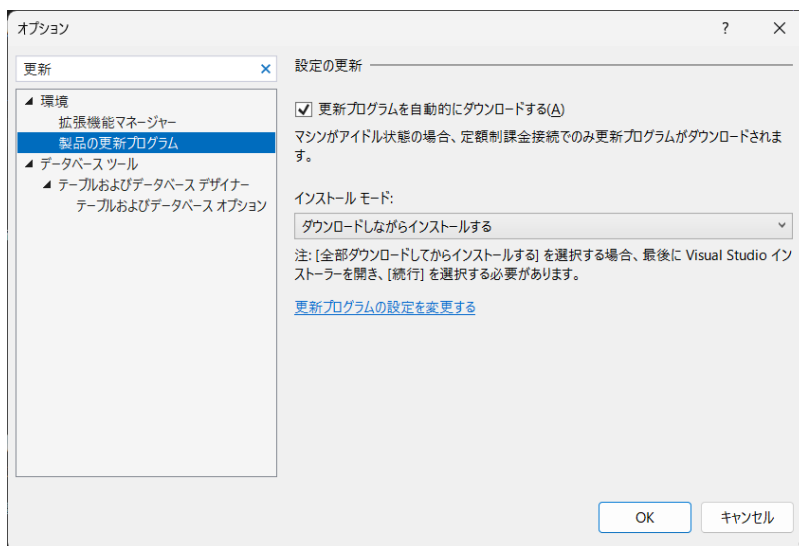 オプション
更新
環境
拡張機能マネージャー
製品の更新プログラム
データベース ツール
テーブルおよびデータベース デザイナー
テーブルおよびデータベース オプション
設定の更新
更新プログラムを自動的にダウンロードする(A)
マシンがアイドル状態の場合、定額制課金接続でのみ更新プログラムがダウンロードされま
す。
インストール モード:
ダウンロードしながらインストールする
注: [全部ダウンロードしてからインストールする] を選択する場合、最後に Visual Studio イン
ストーラーを開き、[続行] を選択する必要があります。
更新プログラムの設定を変更する
OK
キャンセル